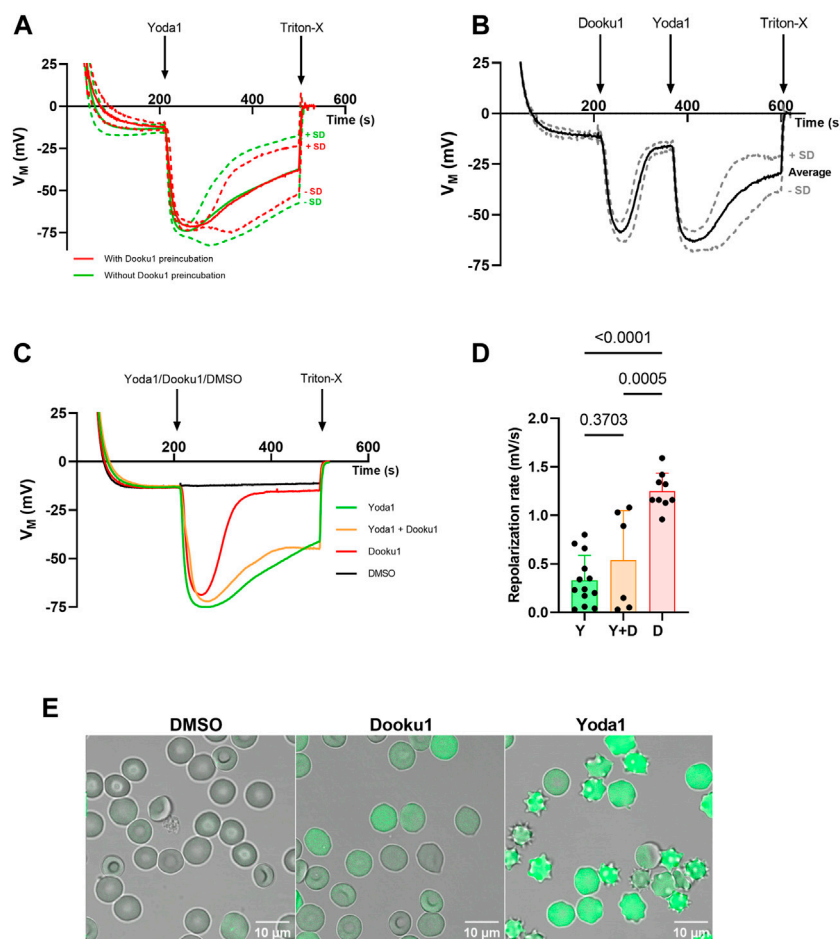 A
Yoda1
Triton-X
25
0
200
400
600
Time (s)
-25
-50
-75
V_M (mV)
+ SD
+ SD
- SD
- SD
With Dooku1 preincubation
Without Dooku1 preincubation
B
Dooku1
Yoda1
Triton-X
25
0
200
400
600
Time (s)
-25
-50
-75
V_M (mV)
+ SD
Average
- SD
C
Yoda1/Dooku1/DMSO
Triton-X
25
0
200
400
600
Time (s)
-25
-50
-75
V_M (mV)
Yoda1
Yoda1 + Dooku1
Dooku1
DMSO
D
<0.0001
0.0005
0.3703
2.0
1.5
1.0
0.5
0.0
Repolarization rate (mV/s)
Y
Y+D
D
E
DMSO
Dooku1
Yoda1
10 µm
10 µm
10 µm